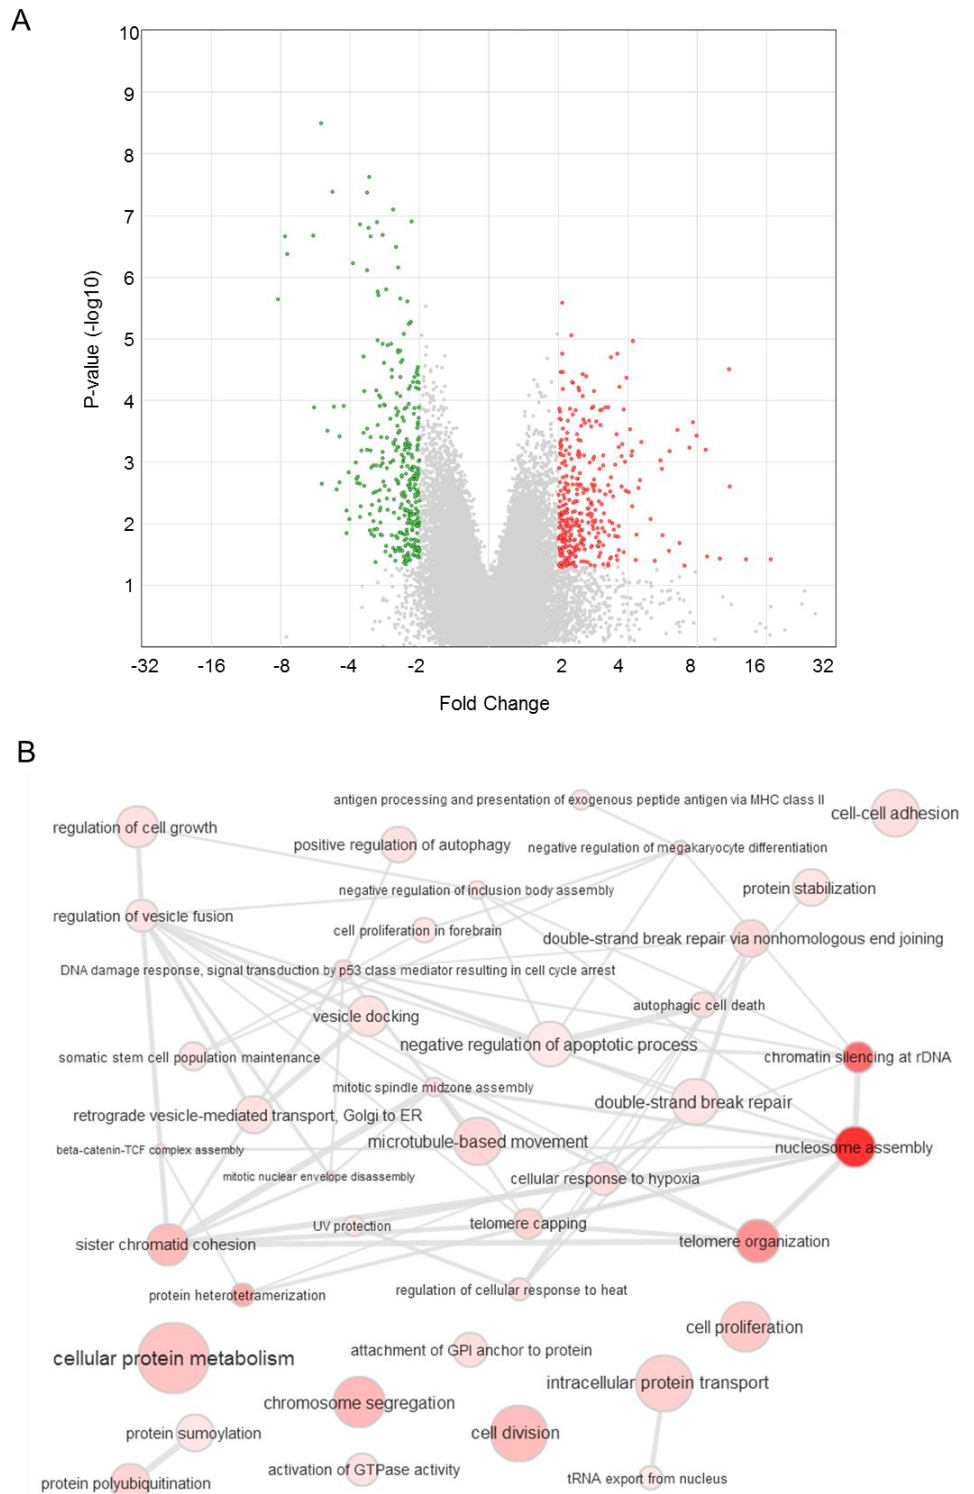 A
10
9
8
7
6
5
4
3
2
1
P-value (-log10)
-32 -16 -8 -4 -2 2 4 8 16 32
Fold Change
B
antigen processing and presentation of exogenous peptide antigen via MHC class II
cell-cell adhesion
regulation of cell growth
positive regulation of autophagy
negative regulation of megakaryocyte differentiation
negative regulation of inclusion body assembly
protein stabilization
regulation of vesicle fusion
cell proliferation in forebrain
double-strand break repair via nonhomologous end joining
DNA damage response, signal transduction by p53 class mediator resulting in cell cycle arrest
autophagic cell death
vesicle docking
negative regulation of apoptotic process
somatic stem cell population maintenance
chromatin silencing at rDNA
mitotic spindle midzone assembly
double-strand break repair
retrograde vesicle-mediated transport, Golgi to ER
microtubule-based movement
nucleosome assembly
beta-catenin-TCF complex assembly
mitotic nuclear envelope disassembly
cellular response to hypoxia
UV protection
telomere capping
sister chromatid cohesion
telomere organization
protein heterotetramerization
regulation of cellular response to heat
cell proliferation
cellular protein metabolism
attachment of GPI anchor to protein
intracellular protein transport
chromosome segregation
protein sumoylation
cell division
activation of GTPase activity
tRNA export from nucleus
protein polyubiquitination